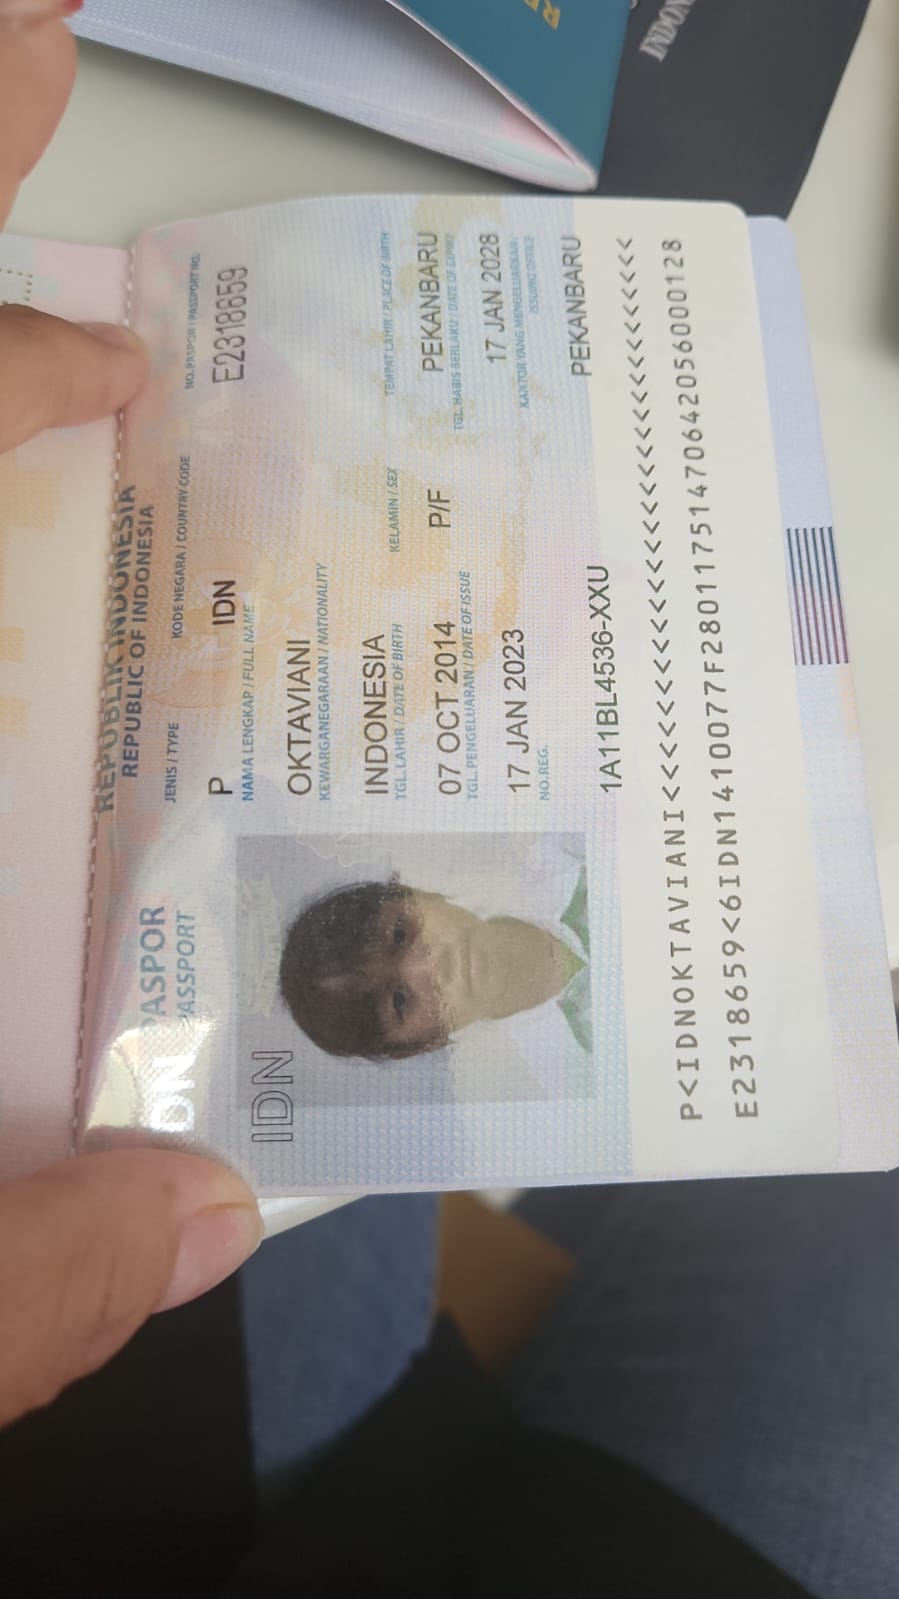 REPUBLIK INDONESIA
REPUBLIC OF INDONESIA
PASPOR
PASSPORT
JENIS / TYPE
KODE NEGARA / COUNTRY CODE
NO. PASPOR / PASSPORT NO.
P
IDN
E2318659
NAMA LENGKAP / FULL NAME
OKTAVIANI
KEWARGANEGARAAN / NATIONALITY
INDONESIA
TGL. LAHIR / DATE OF BIRTH
KELAMIN / SEX
TEMPAT LAHIR / PLACE OF BIRTH
07 OCT 2014
P/F
PEKANBARU
TGL. PENGELUARAN / DATE OF ISSUE
TGL. HABIS BERLAKU / DATE OF EXPIRY
17 JAN 2023
17 JAN 2028
NO. REG.
KANTOR YANG MENGELUARKAN /
ISSUING OFFICE
1A11BL4536-XXU
PEKANBARU
IDN
P<IDNOKTAVIANI<<<<<<<<<<<<<<<<<<<<<<<<<<<<<<
E2318659<6IDN1410077F28011751470642056000128